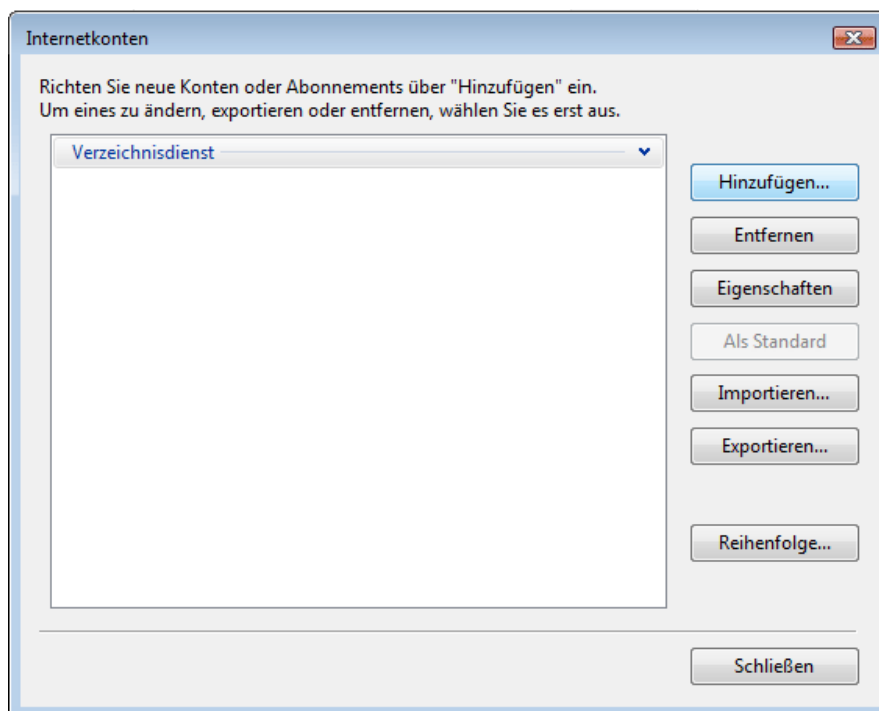 Internetkonten
Richten Sie neue Konten oder Abonnements über "Hinzufügen" ein.
Um eines zu ändern, exportieren oder entfernen, wählen Sie es erst aus.
Verzeichnisdienst
Hinzufügen...
Entfernen
Eigenschaften
Als Standard
Importieren...
Exportieren...
Reihenfolge...
Schließen